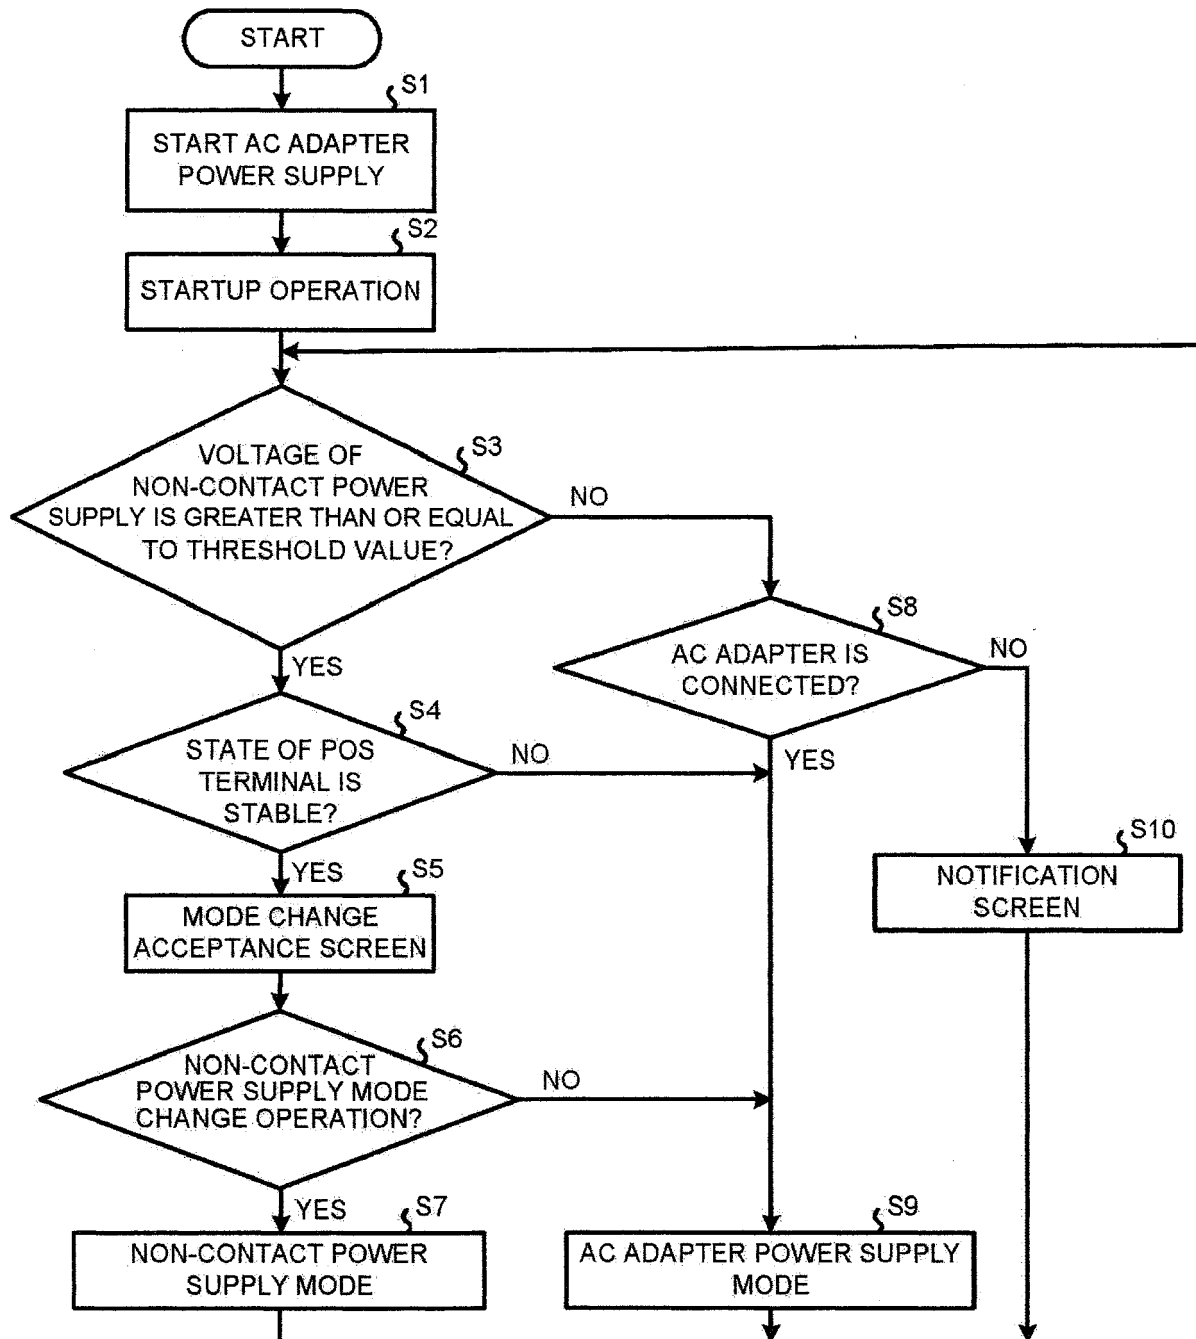 START
S1
START AC ADAPTER
POWER SUPPLY
S2
STARTUP OPERATION
S3
VOLTAGE OF
NON-CONTACT POWER
SUPPLY IS GREATER THAN OR EQUAL
TO THRESHOLD VALUE?
NO
YES
S8
AC ADAPTER IS
CONNECTED?
NO
YES
S4
STATE OF POS
TERMINAL IS
STABLE?
NO
YES
S10
NOTIFICATION
SCREEN
S5
MODE CHANGE
ACCEPTANCE SCREEN
S6
NON-CONTACT
POWER SUPPLY MODE
CHANGE OPERATION?
NO
YES
S7
NON-CONTACT POWER
SUPPLY MODE
S9
AC ADAPTER POWER SUPPLY
MODE